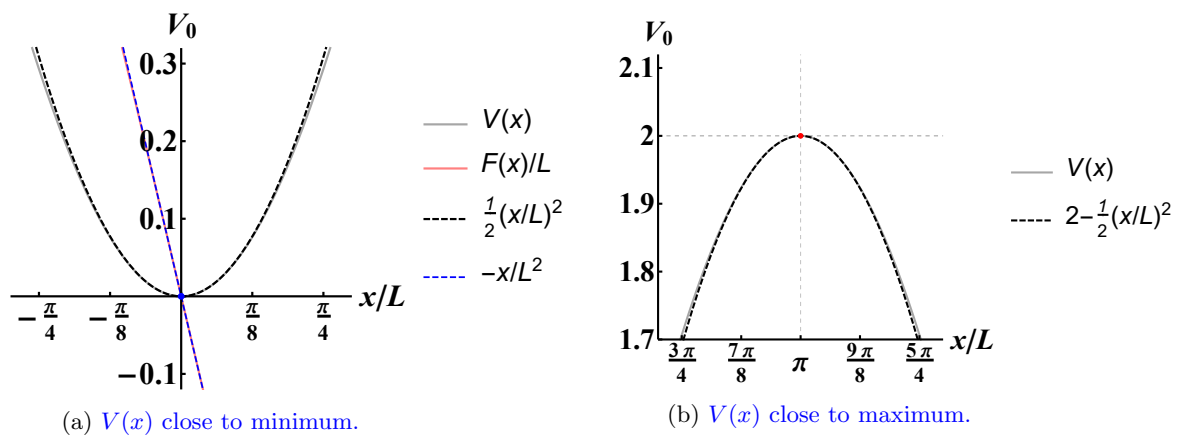 V₀
0.3
0.2
0.1
−0.1
−π/4
−π/8
π/8
π/4
x/L
V(x)
F(x)/L
½(x/L)²
−x/L²
(a) V(x) close to minimum.
V₀
2.1
2
1.9
1.8
1.7
3π/4
7π/8
π
9π/8
5π/4
x/L
V(x)
2−½(x/L)²
(b) V(x) close to maximum.